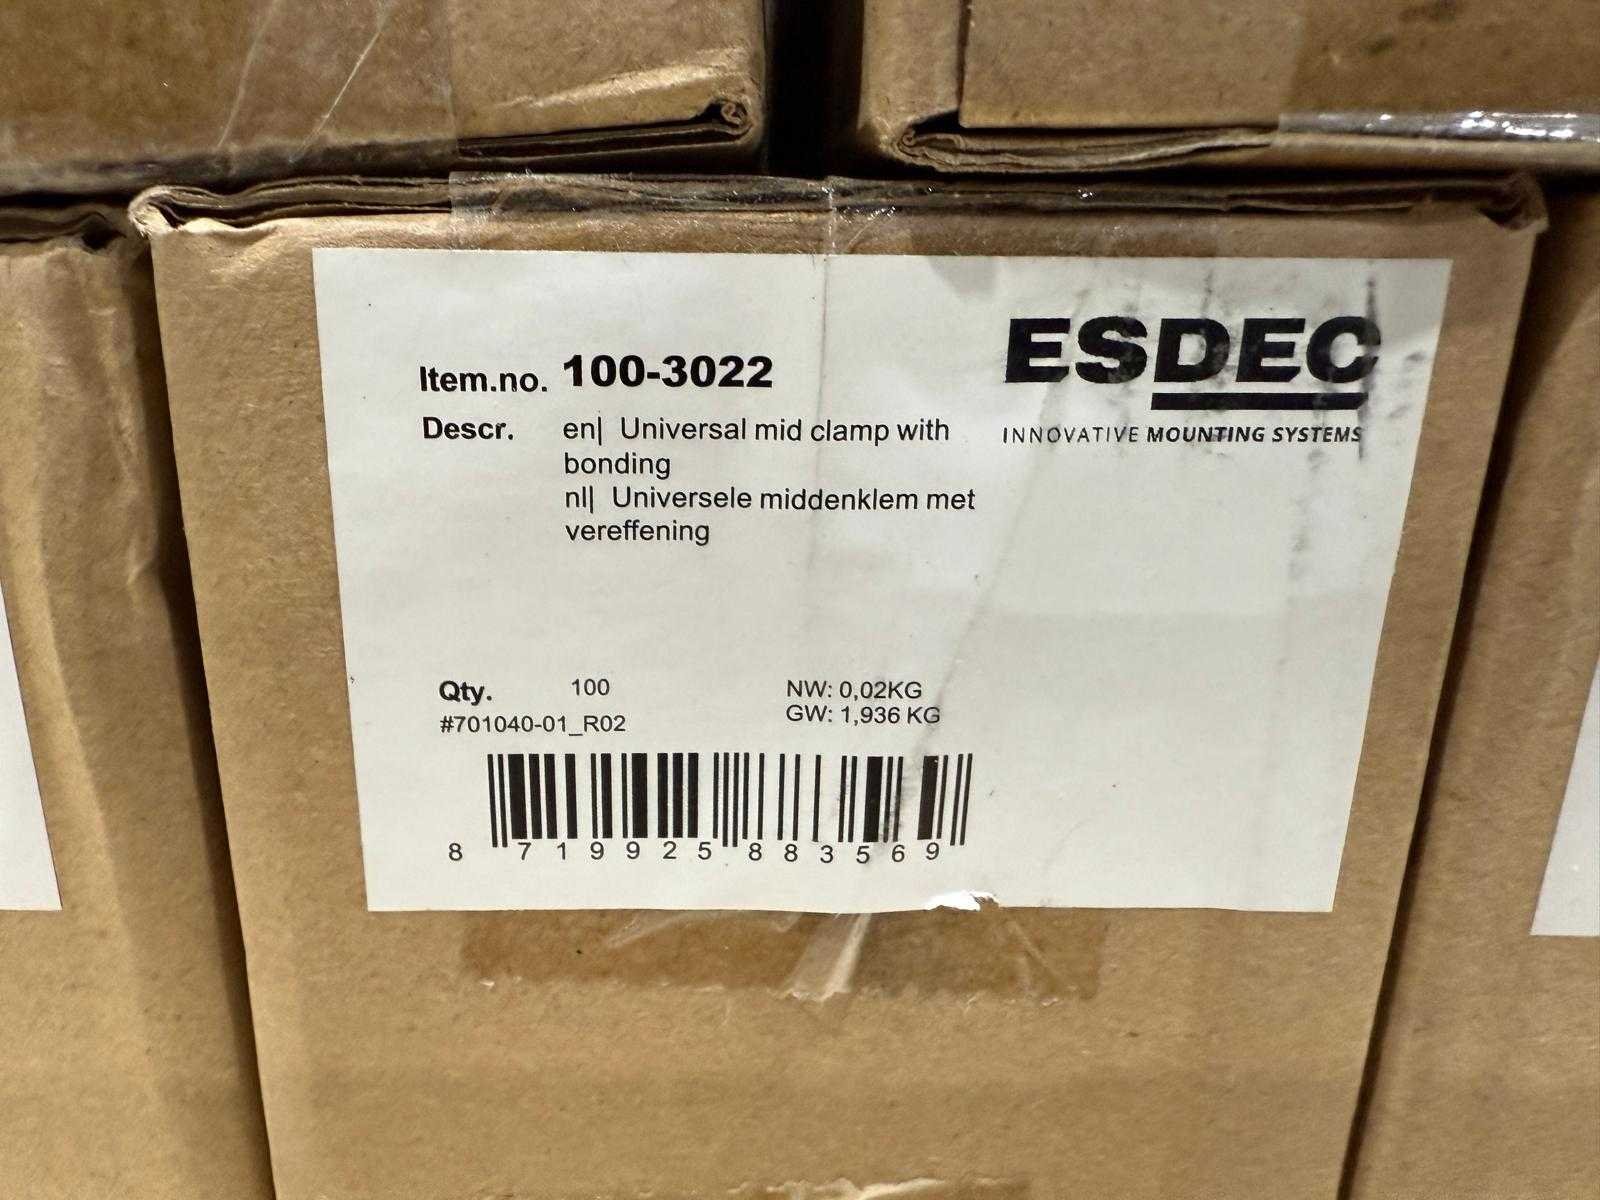 ESDEC
INNOVATIVE MOUNTING SYSTEMS
Item.no. 100-3022
Descr. en| Universal mid clamp with
bonding
nl| Universele middenklem met
vereffening
Qty. 100
#701040-01_R02
NW: 0,02KG
GW: 1,936 KG
8 719925 883569